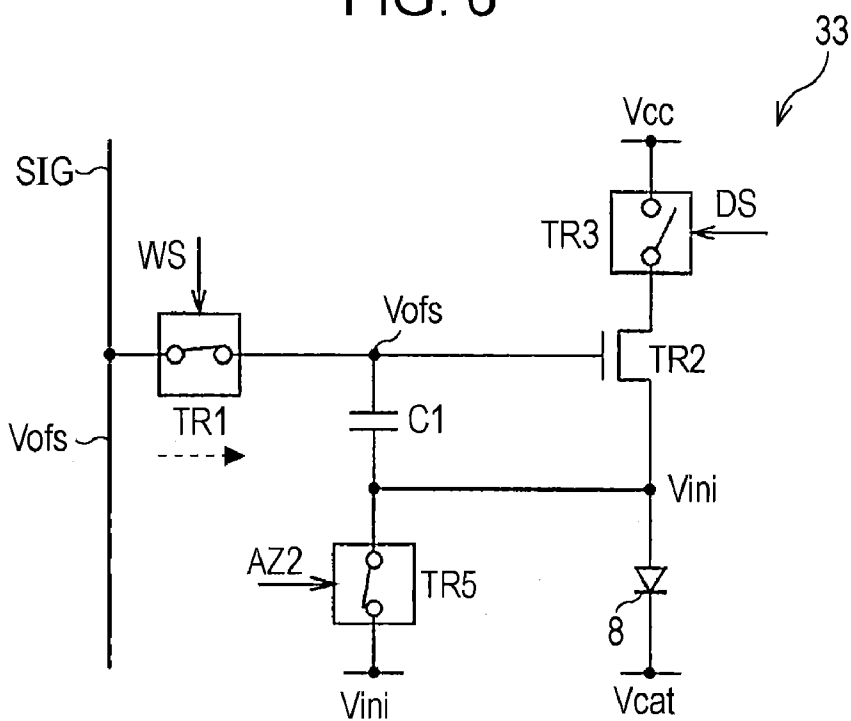 FIG. 6
33
Vcc
SIG
DS
TR3
WS
Vofs
TR2
TR1
C1
Vofs
Vini
AZ2
TR5
8
Vini
Vcat